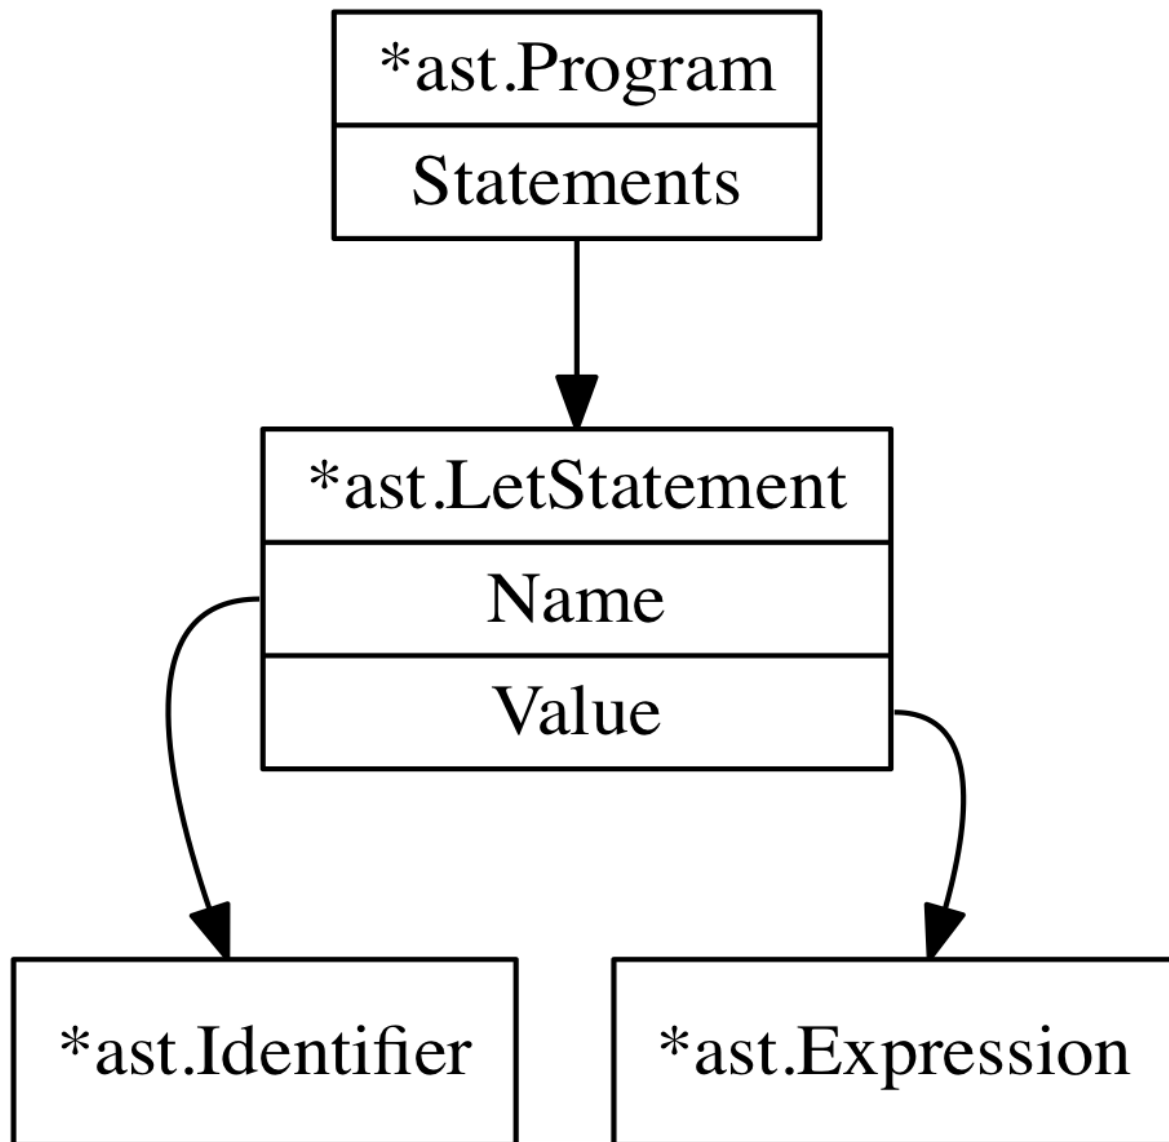 *ast.Program
Statements
*ast.LetStatement
Name
Value
*ast.Identifier
*ast.Expression